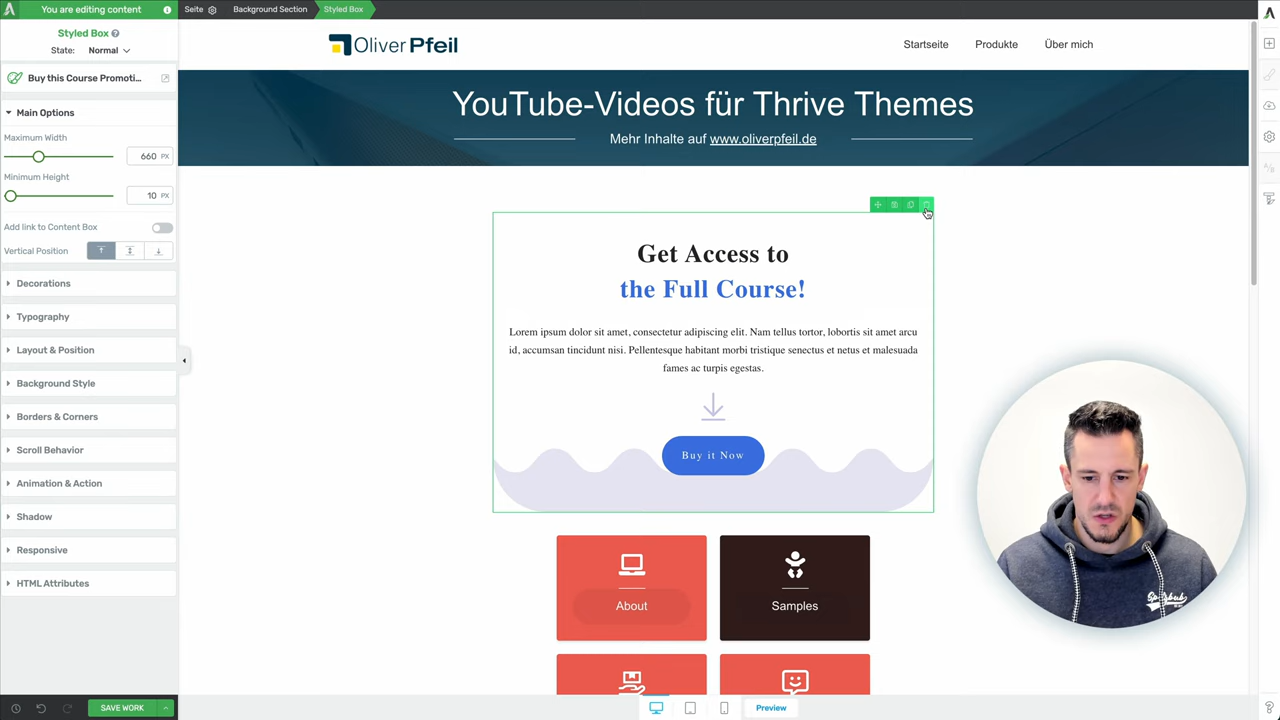 You are editing content
Seite
Background Section
Styled Box
Styled Box
State: Normal
Buy this Course Promoti...
Main Options
Maximum Width
660 PX
Minimum Height
10 PX
Add link to Content Box
Vertical Position
Decorations
Typography
Layout & Position
Background Style
Borders & Corners
Scroll Behavior
Animation & Action
Shadow
Responsive
HTML Attributes
SAVE WORK
Oliver Pfeil
Startseite
Produkte
Über mich
YouTube-Videos für Thrive Themes
Mehr Inhalte auf www.oliverpfeil.de
Get Access to
the Full Course!
Lorem ipsum dolor sit amet, consectetur adipiscing elit. Nam tellus tortor, lobortis sit amet arcu
id, accumsan tincidunt nisi. Pellentesque habitant morbi tristique senectus et netus et malesuada
fames ac turpis egestas.
Buy it Now
About
Samples
Preview